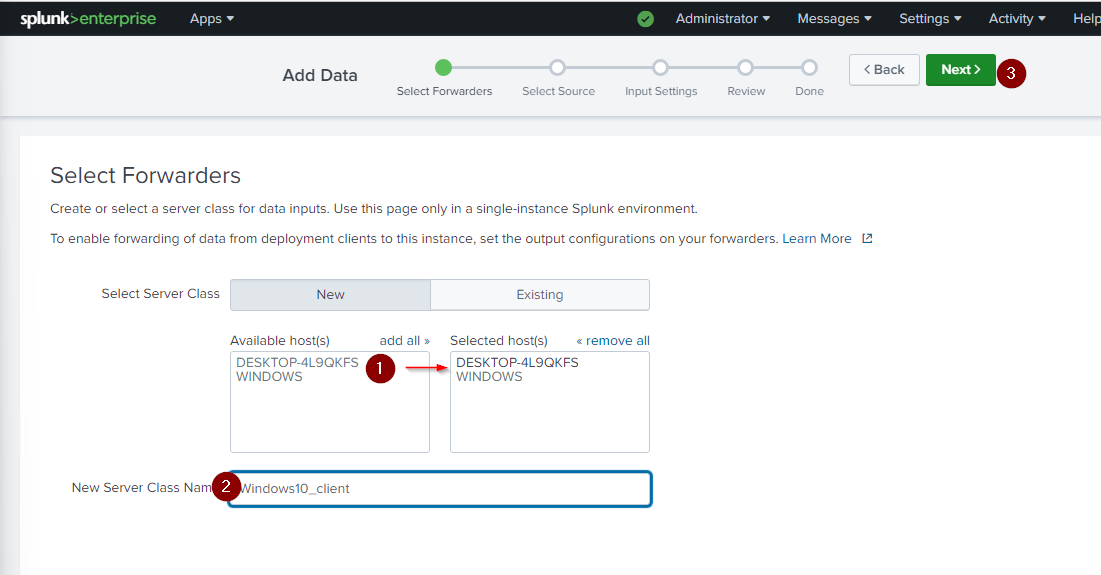 splunk>enterprise Apps Administrator Messages Settings Activity Help
Add Data
Select Forwarders Select Source Input Settings Review Done
< Back Next > 3
Select Forwarders
Create or select a server class for data inputs. Use this page only in a single-instance Splunk environment.
To enable forwarding of data from deployment clients to this instance, set the output configurations on your forwarders. Learn More
Select Server Class New Existing
Available host(s) add all » Selected host(s) « remove all
DESKTOP-4L9QKFS 1 DESKTOP-4L9QKFS
WINDOWS WINDOWS
New Server Class Nam 2 Windows10_client